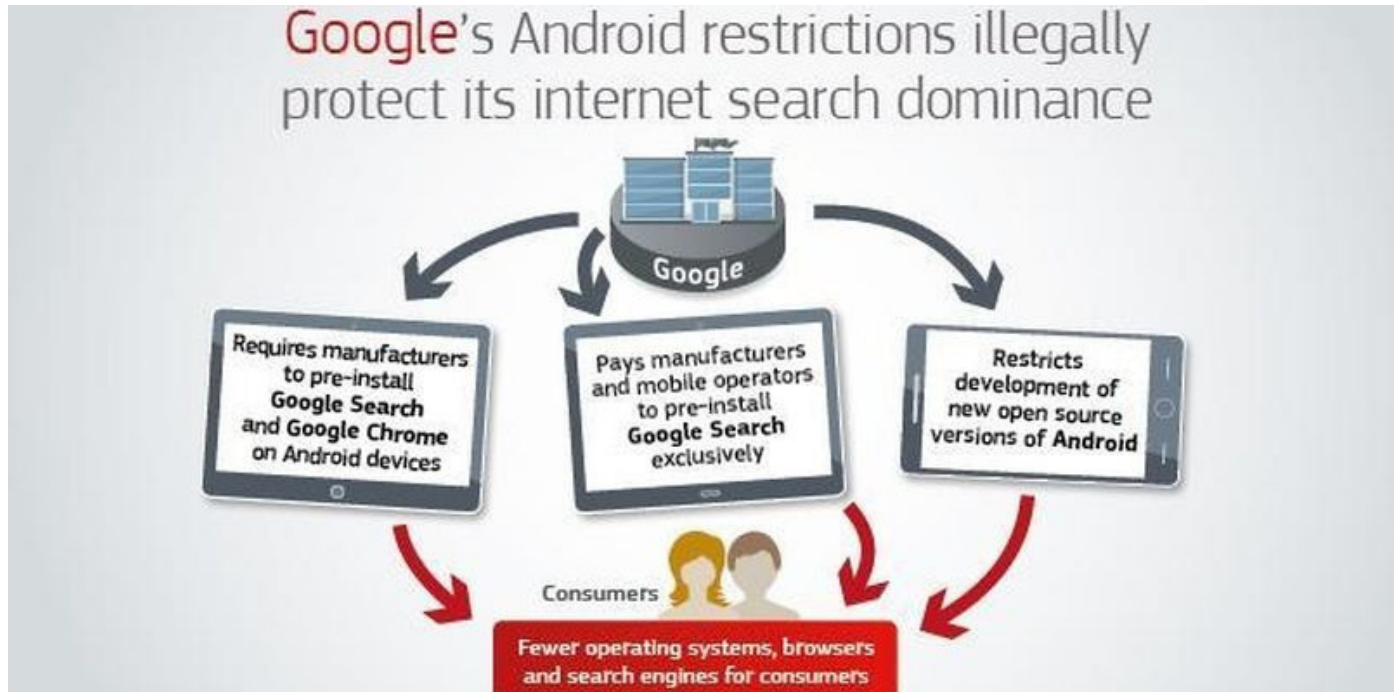 Google's Android restrictions illegally
protect its internet search dominance
Google
Requires manufacturers
to pre-install
Google Search
and Google Chrome
on Android devices
Pays manufacturers
and mobile operators
to pre-install
Google Search
exclusively
Restricts
development of
new open source
versions of Android
Consumers
Fewer operating systems, browsers
and search engines for consumers